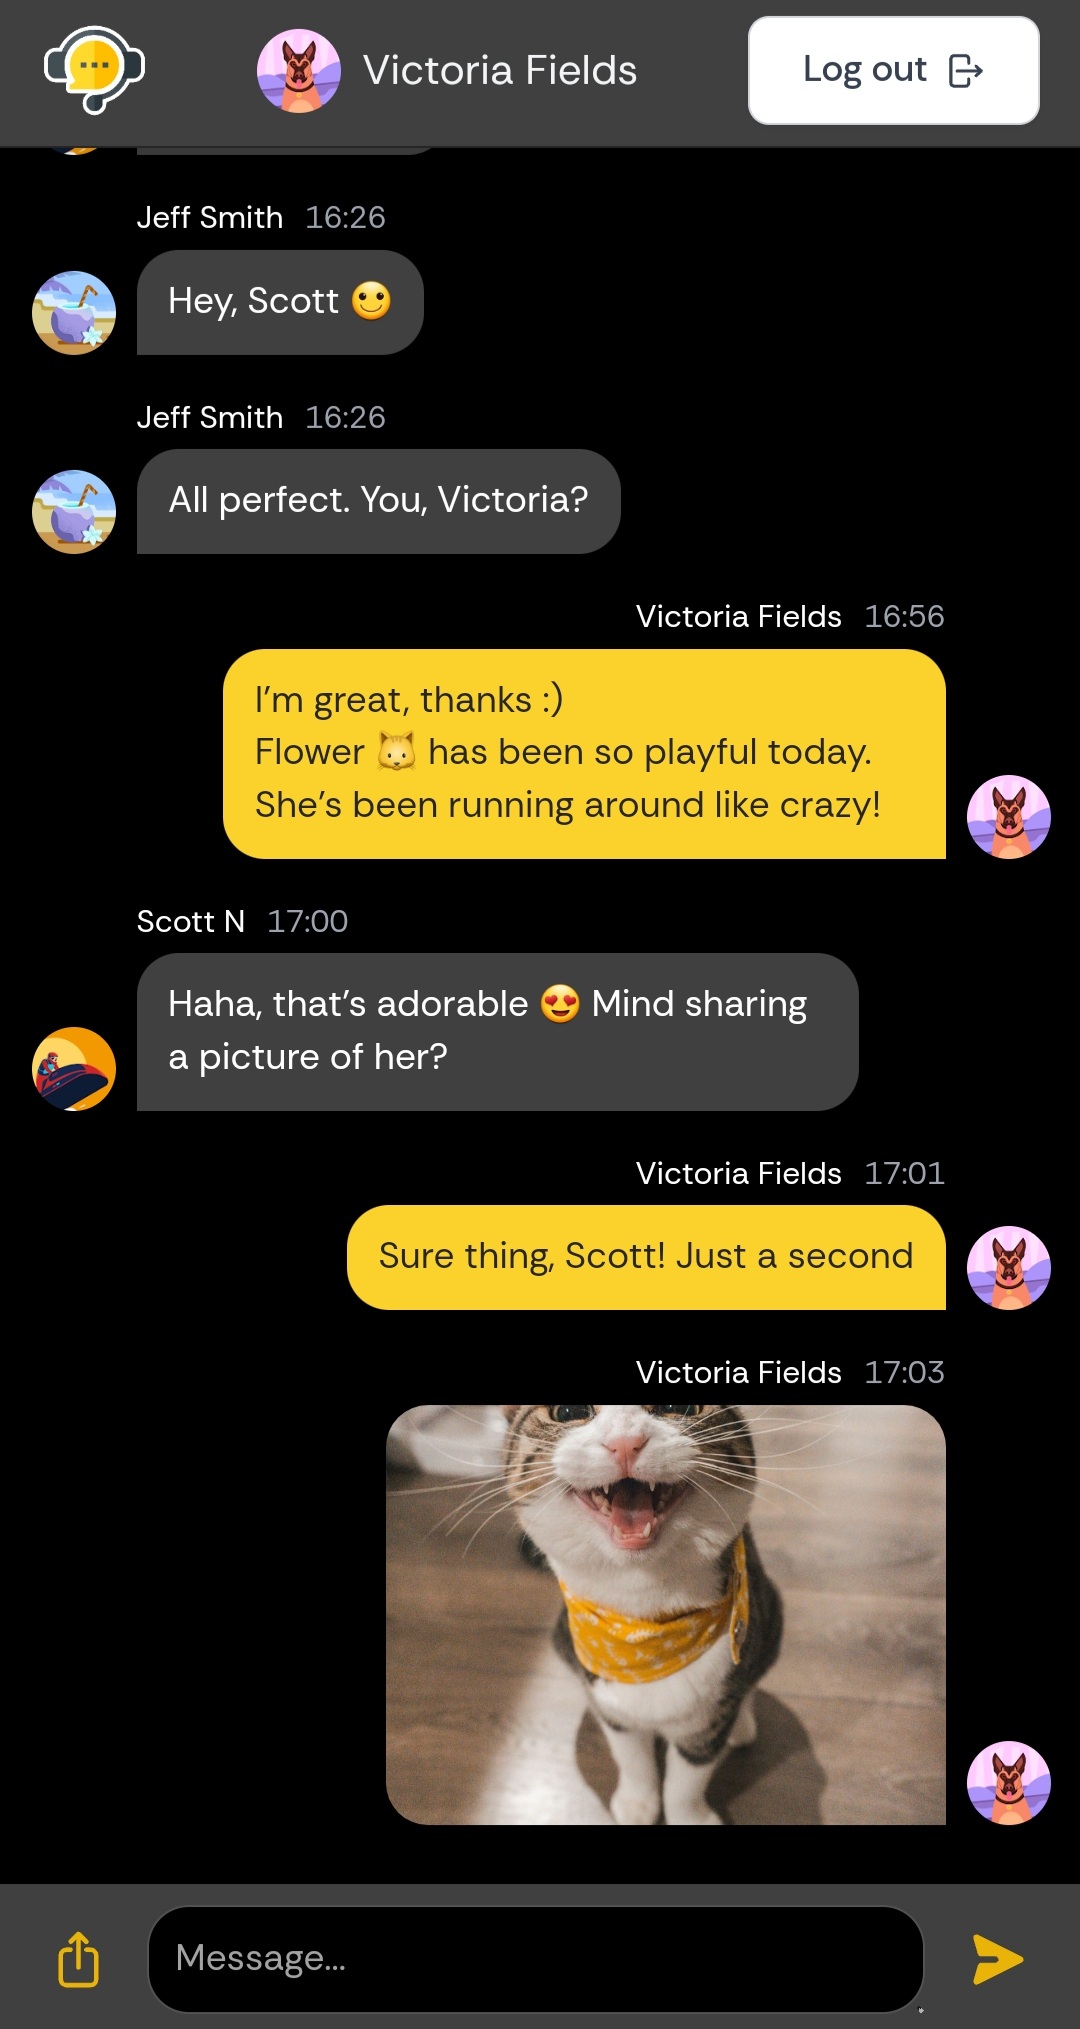 Victoria Fields
Log out
Jeff Smith 16:26
Hey, Scott 🙂
Jeff Smith 16:26
All perfect. You, Victoria?
Victoria Fields 16:56
I'm great, thanks :)
Flower 🐱 has been so playful today.
She's been running around like crazy!
Scott N 17:00
Haha, that's adorable 😍 Mind sharing
a picture of her?
Victoria Fields 17:01
Sure thing, Scott! Just a second
Victoria Fields 17:03
Message...